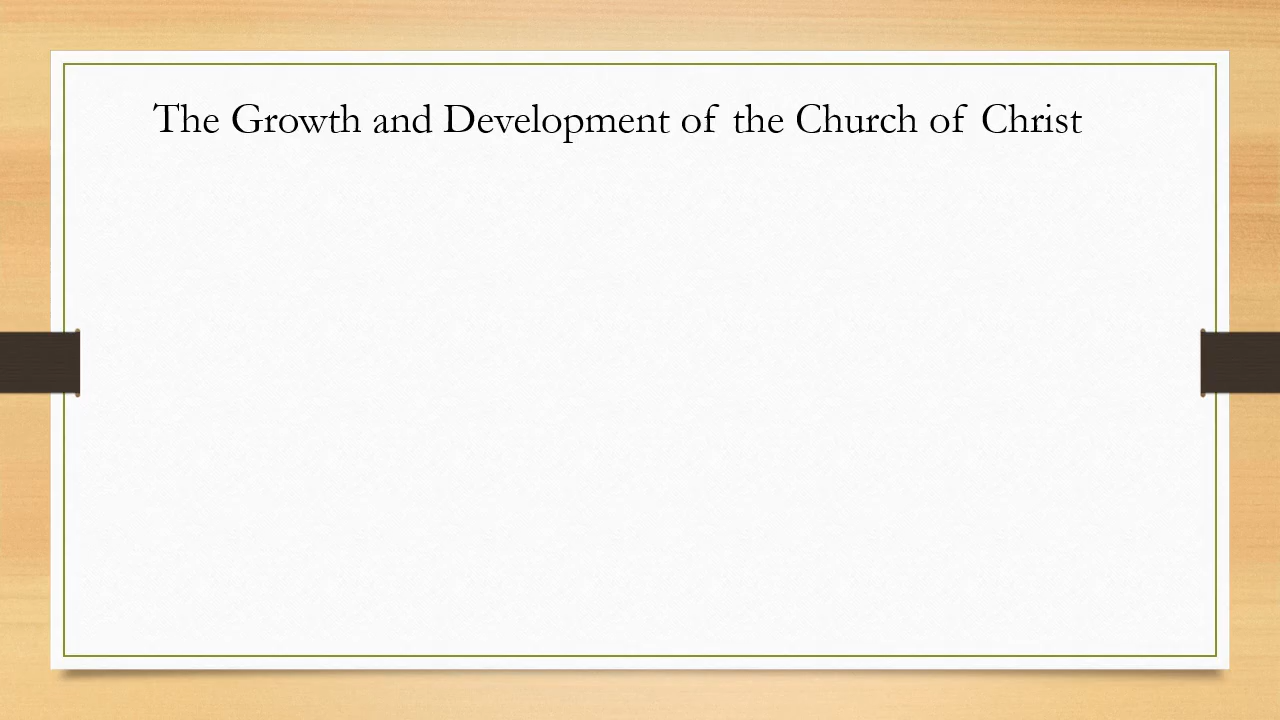 The Growth and Development of the Church of Christ